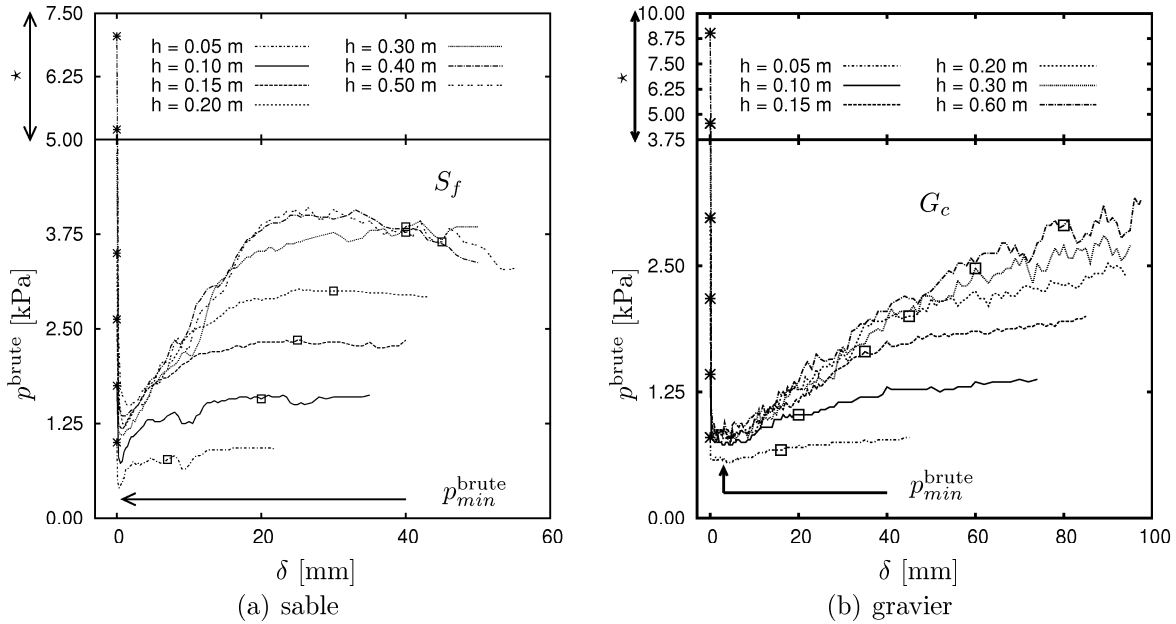 7.50
6.25
5.00
3.75
2.50
1.25
0.00
⋆
p^brute [kPa]
h = 0.05 m
h = 0.10 m
h = 0.15 m
h = 0.20 m
h = 0.30 m
h = 0.40 m
h = 0.50 m
S_f
p_min^brute
0 20 40 60
δ [mm]
(a) sable
10.00
8.75
7.50
6.25
5.00
3.75
2.50
1.25
0.00
⋆
p^brute [kPa]
h = 0.05 m
h = 0.10 m
h = 0.15 m
h = 0.20 m
h = 0.30 m
h = 0.60 m
G_c
p_min^brute
0 20 40 60 80 100
δ [mm]
(b) gravier